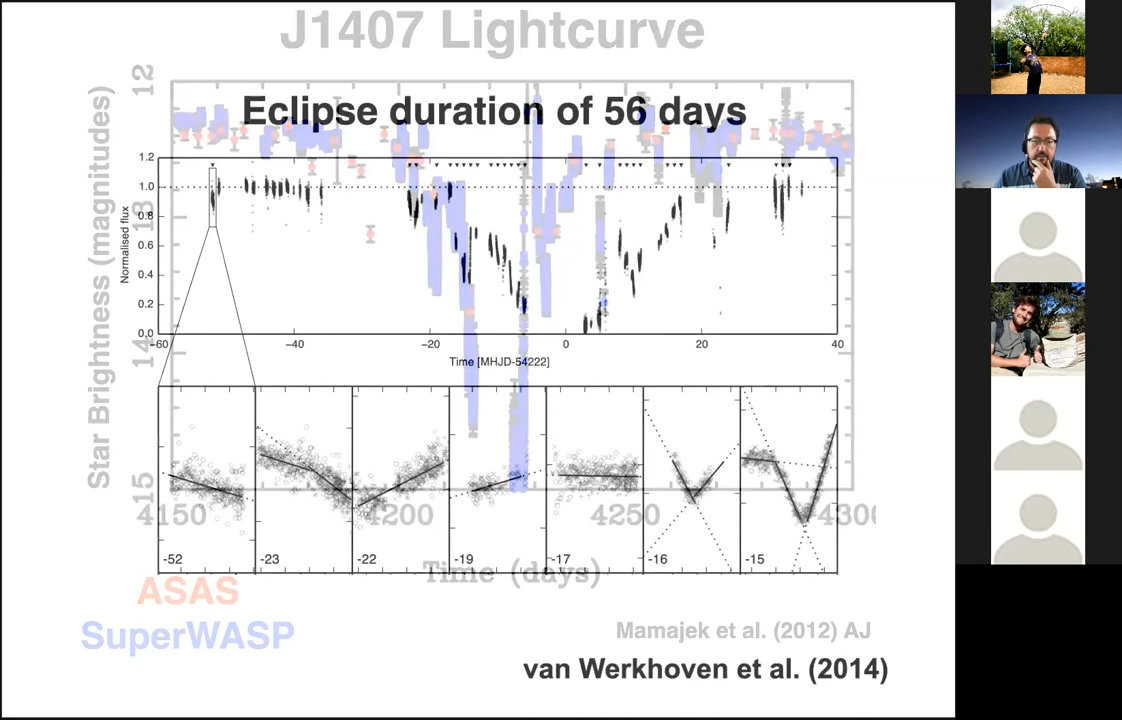 J1407 Lightcurve
Eclipse duration of 56 days
Star Brightness (magnitudes)
12
13
14
15
Normalised flux
1.2
1.0
0.8
0.6
0.4
0.2
0.0
−60 −40 −20 0 20 40
Time [MHJD-54222]
-52 -23 -22 -19 -17 -16 -15
4150 4200 4250 4300
Time (days)
ASAS
SuperWASP
Mamajek et al. (2012) AJ
van Werkhoven et al. (2014)